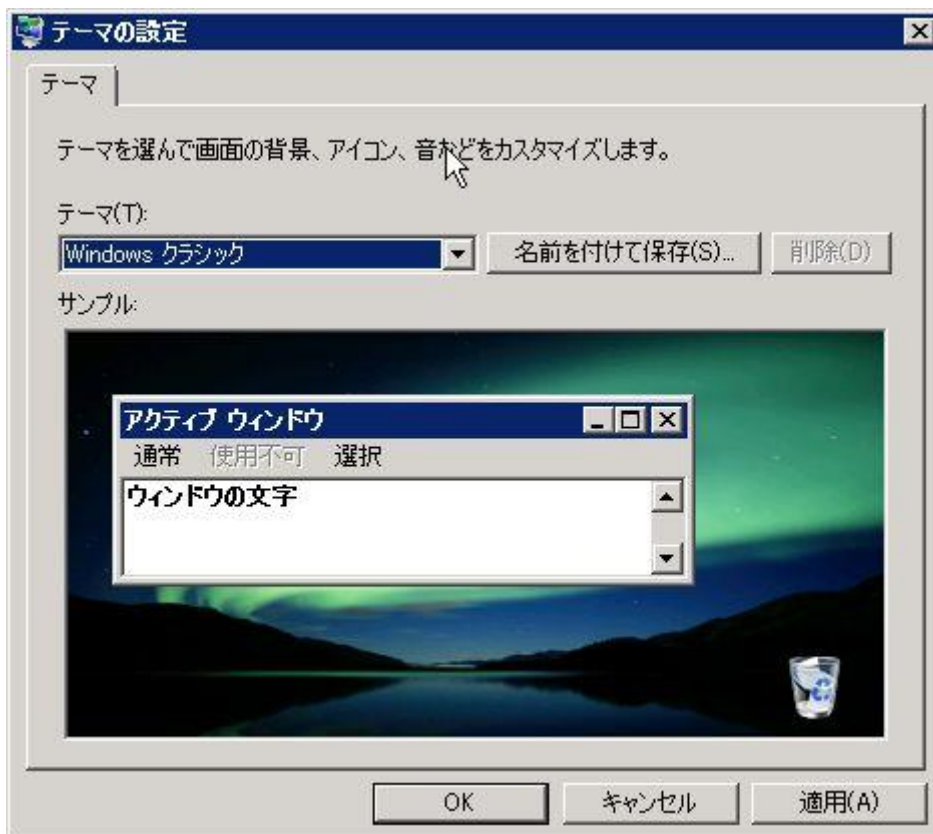 テーマの設定
テーマ
テーマを選んで画面の背景、アイコン、音などをカスタマイズします。
テーマ(T):
Windows クラシック 名前を付けて保存(S)... 削除(D)
サンプル:
アクティブ ウィンドウ
通常 使用不可 選択
ウィンドウの文字
OK キャンセル 適用(A)